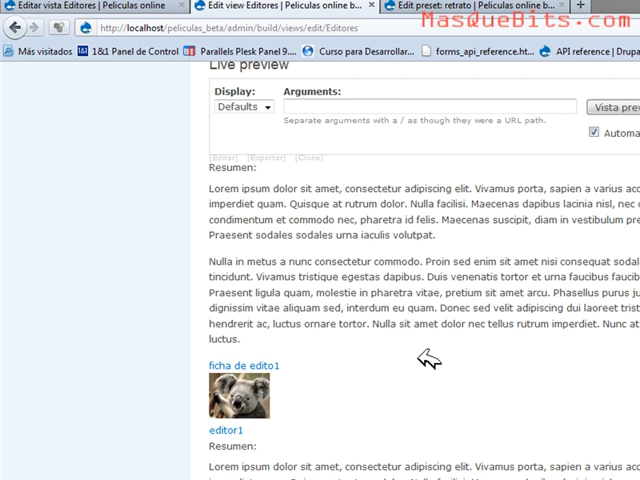 Editar vista Editores | Peliculas online
Edit view Editores | Peliculas online b...
Edit preset: retrato | Peliculas online b...
MasQueBits.com
http://localhost/peliculas_beta/admin/build/views/edit/Editores
Más visitados
1&1 Panel de Control
Parallels Plesk Panel 9....
Curso para Desarrollar...
forms_api_reference.ht...
API reference | Drupa
Live preview
Display:
Arguments:
Defaults
Vista prev
Separate arguments with a / as though they were a URL path.
Automa
[Editar] [Exportar] [Clone]
Resumen:
Lorem ipsum dolor sit amet, consectetur adipiscing elit. Vivamus porta, sapien a varius acc
imperdiet quam. Quisque at rutrum dolor. Nulla facilisi. Maecenas dapibus lacinia nisl, nec c
condimentum et commodo nec, pharetra id felis. Maecenas suscipit, diam in vestibulum pre
Praesent sodales sodales urna iaculis volutpat.
Nulla in metus a nunc consectetur commodo. Proin sed enim sit amet nisi consequat soda
tincidunt. Vivamus tristique egestas dapibus. Duis venenatis tortor et urna faucibus faucib
Praesent ligula quam, molestie in pharetra vitae, pretium sit amet arcu. Phasellus purus ju
dignissim vitae aliquam sed, interdum eu quam. Donec sed velit adipiscing dui laoreet trist
hendrerit ac, luctus ornare tortor. Nulla sit amet dolor nec tellus rutrum imperdiet. Nunc u
luctus.
ficha de edito1
editor1
Resumen:
Lorem ipsum dolor sit amet, consectetur adipiscing elit. Vivamus porta, sapien a varius acc